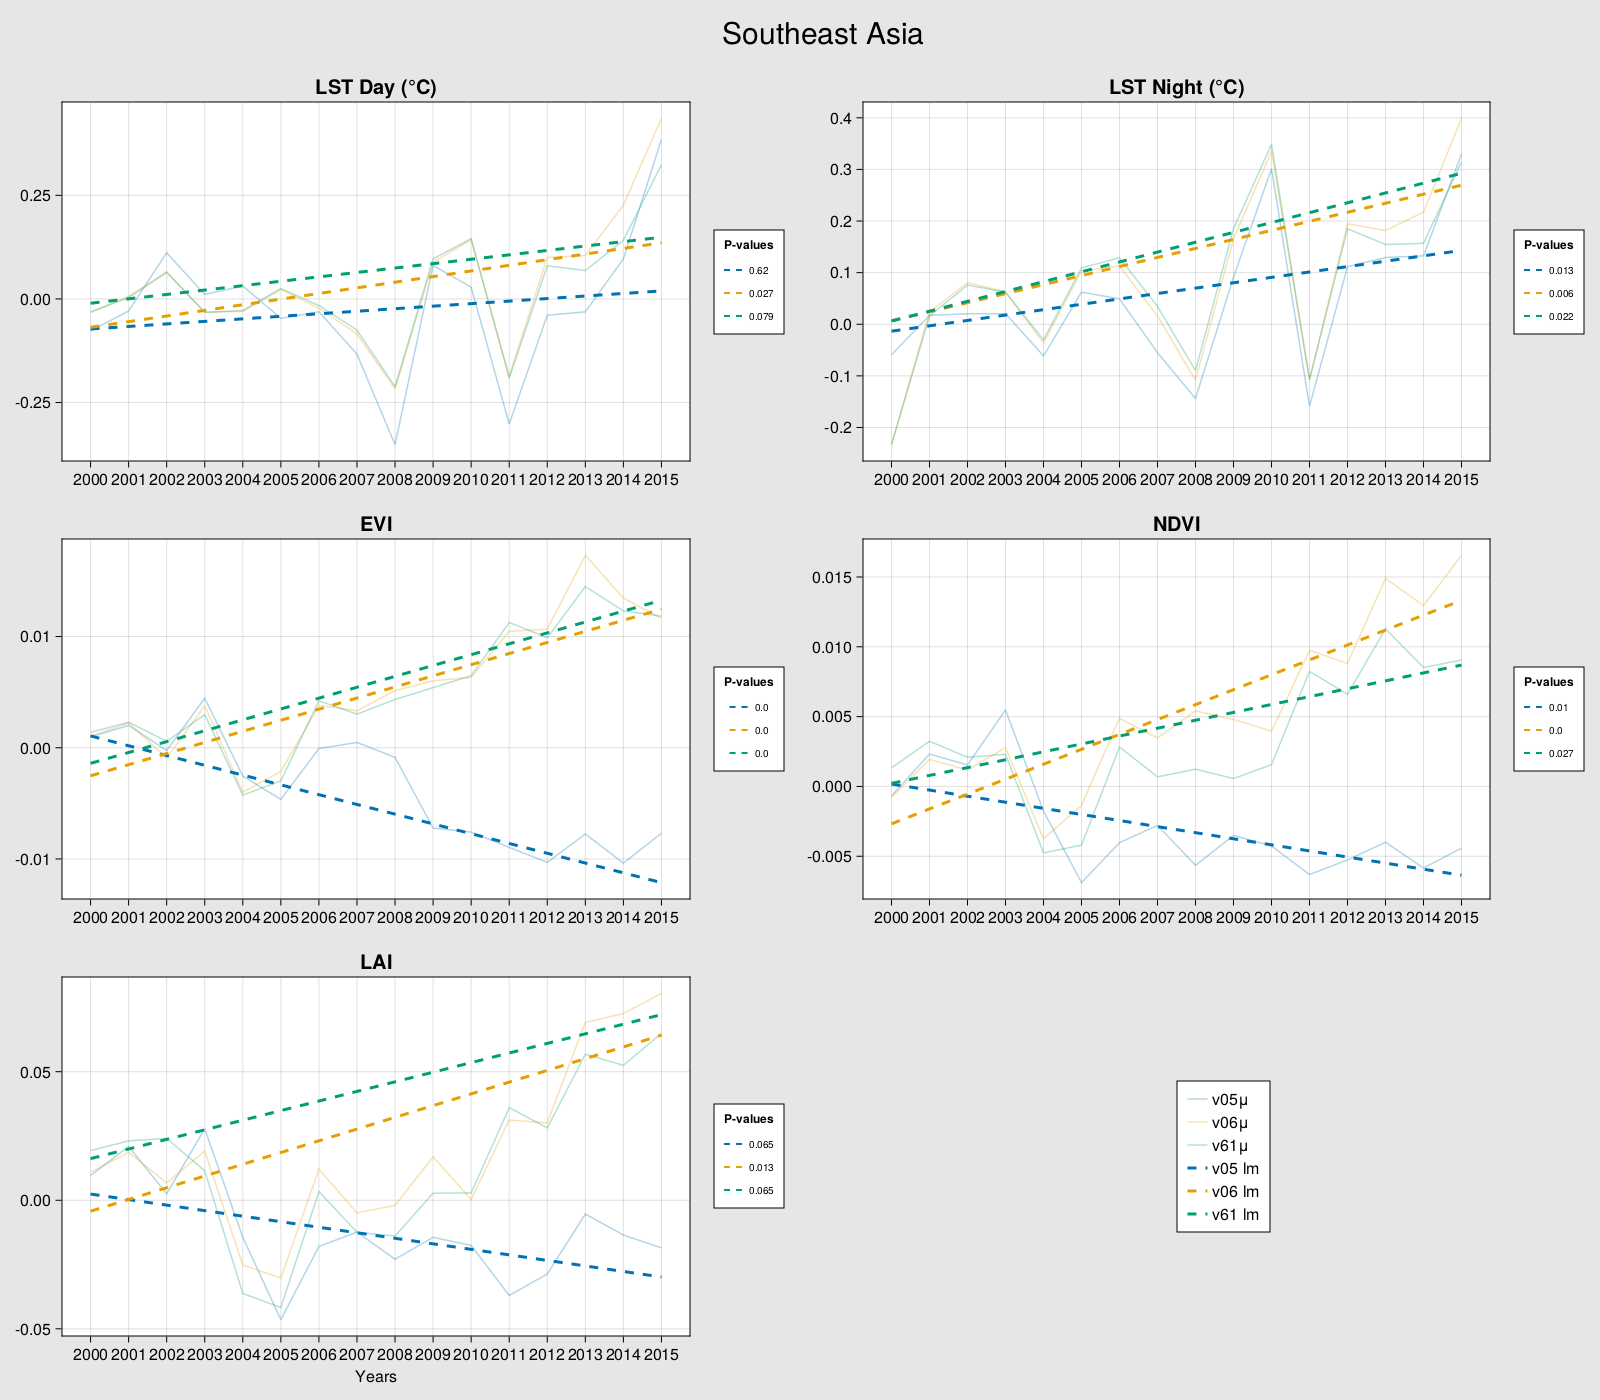 Southeast Asia
LST Day (°C)
0.25
0.00
-0.25
2000 2001 2002 2003 2004 2005 2006 2007 2008 2009 2010 2011 2012 2013 2014 2015
P-values
0.62
0.027
0.079
LST Night (°C)
0.4
0.3
0.2
0.1
0.0
-0.1
-0.2
2000 2001 2002 2003 2004 2005 2006 2007 2008 2009 2010 2011 2012 2013 2014 2015
P-values
0.013
0.006
0.022
EVI
0.01
0.00
-0.01
2000 2001 2002 2003 2004 2005 2006 2007 2008 2009 2010 2011 2012 2013 2014 2015
P-values
0.0
0.0
0.0
NDVI
0.015
0.010
0.005
0.000
-0.005
2000 2001 2002 2003 2004 2005 2006 2007 2008 2009 2010 2011 2012 2013 2014 2015
P-values
0.01
0.0
0.027
LAI
0.05
0.00
-0.05
2000 2001 2002 2003 2004 2005 2006 2007 2008 2009 2010 2011 2012 2013 2014 2015
Years
P-values
0.065
0.013
0.065
v05μ
v06μ
v61μ
v05 lm
v06 lm
v61 lm